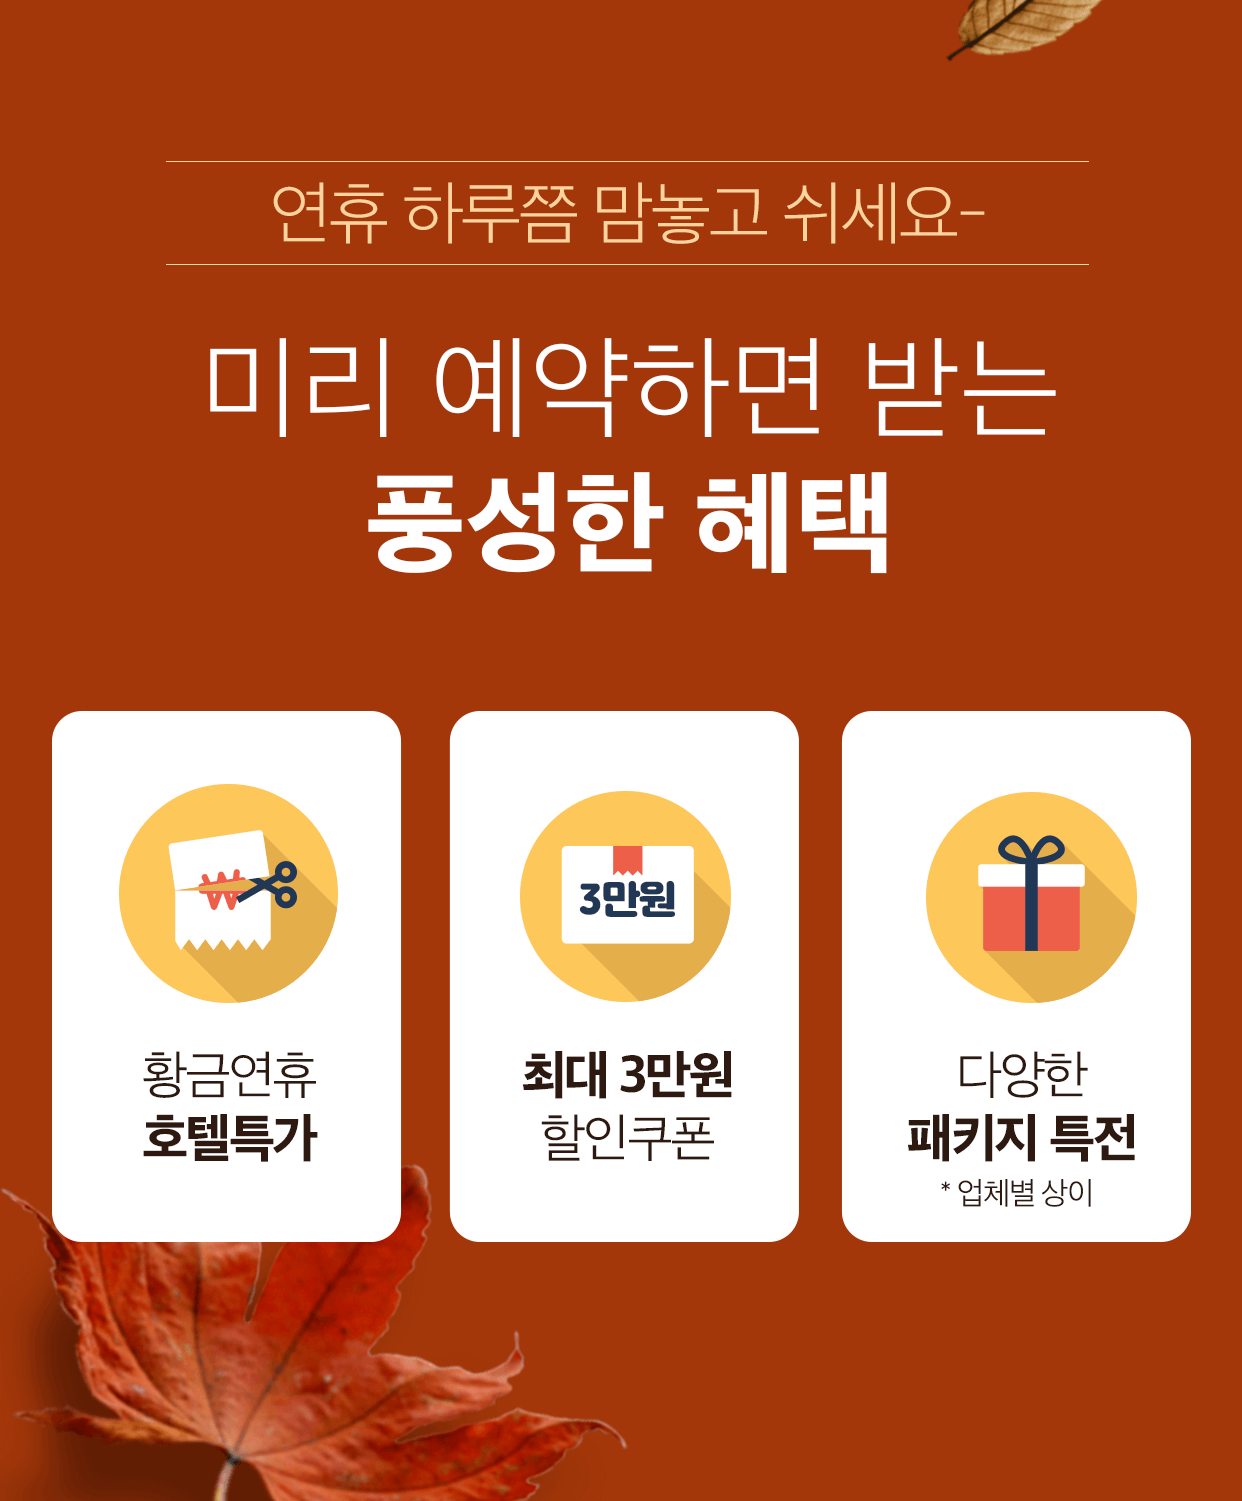 연휴 하루쯤 맘놓고 쉬세요-
미리 예약하면 받는
풍성한 혜택
₩
황금연휴
호텔특가
3만원
최대 3만원
할인쿠폰
다양한
패키지 특전
* 업체별 상이